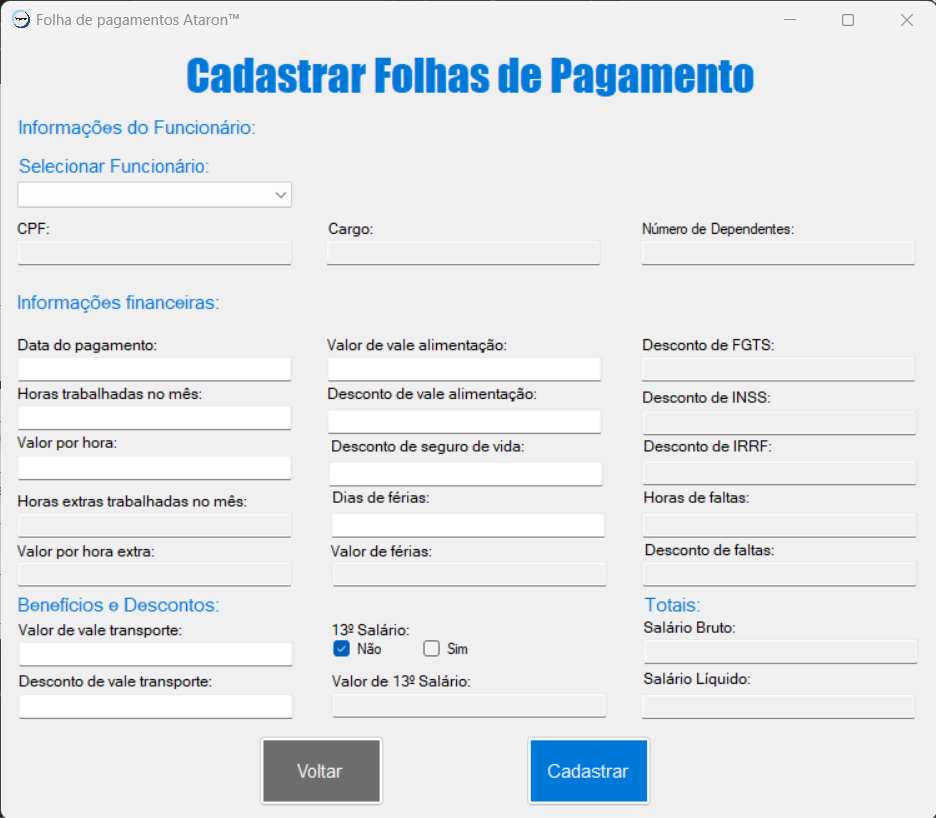 Folha de pagamentos Ataron™
Cadastrar Folhas de Pagamento
Informações do Funcionário:
Selecionar Funcionário:
CPF:
Cargo:
Número de Dependentes:
Informações financeiras:
Data do pagamento:
Valor de vale alimentação:
Desconto de FGTS:
Horas trabalhadas no mês:
Desconto de vale alimentação:
Desconto de INSS:
Valor por hora:
Desconto de seguro de vida:
Desconto de IRRF:
Horas extras trabalhadas no mês:
Dias de férias:
Horas de faltas:
Valor por hora extra:
Valor de férias:
Desconto de faltas:
Benefícios e Descontos:
Totais:
Valor de vale transporte:
13º Salário:
Salário Bruto:
Não
Sim
Desconto de vale transporte:
Valor de 13º Salário:
Salário Líquido:
Voltar
Cadastrar